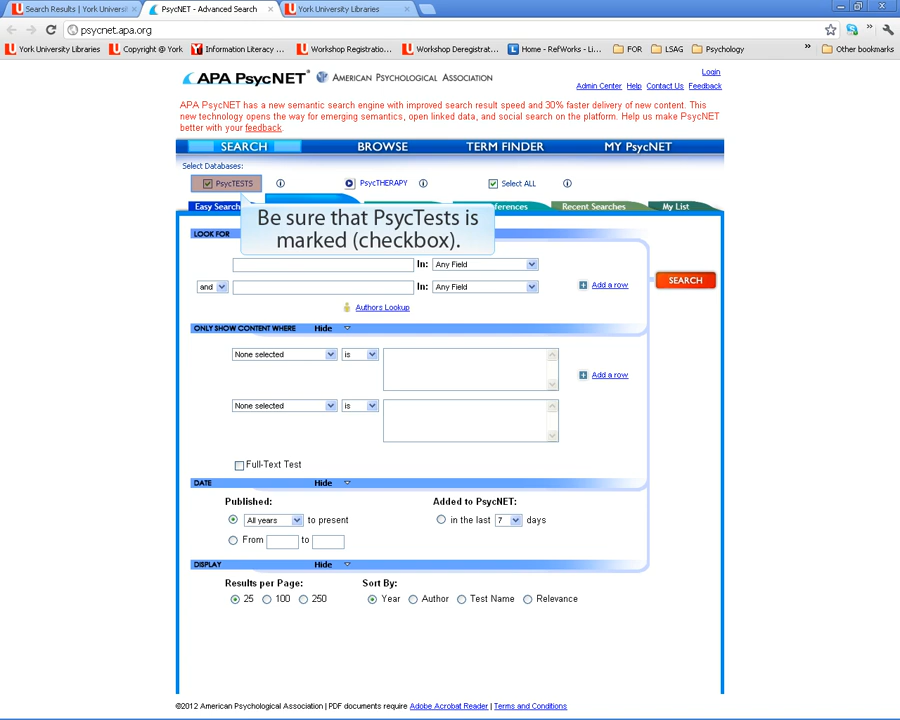 Search Results | York Universit
PsycNET - Advanced Search
York University Libraries
psycnet.apa.org
York University Libraries
Copyright @ York
Information Literacy ...
Workshop Registratio...
Workshop Deregistrat...
Home - RefWorks - Li...
FOR
LSAG
Psychology
»
Other bookmarks
APA PsycNET® AMERICAN PSYCHOLOGICAL ASSOCIATION
Login
Admin Center Help Contact Us Feedback
APA PsycNET has a new semantic search engine with improved search result speed and 30% faster delivery of new content. This
new technology opens the way for emerging semantics, open linked data, and social search on the platform. Help us make PsycNET
better with your feedback.
SEARCH BROWSE TERM FINDER MY PsycNET
Select Databases:
PsycTESTS PsycTHERAPY Select ALL
Easy Search Recent Searches My List
Be sure that PsycTests is
marked (checkbox).
LOOK FOR
In: Any Field
and In: Any Field
Add a row
SEARCH
Authors Lookup
ONLY SHOW CONTENT WHERE Hide
None selected is
Add a row
None selected is
Full-Text Test
DATE Hide
Published: Added to PsycNET:
All years to present in the last 7 days
From to
DISPLAY Hide
Results per Page: Sort By:
25 100 250 Year Author Test Name Relevance
©2012 American Psychological Association | PDF documents require Adobe Acrobat Reader | Terms and Conditions